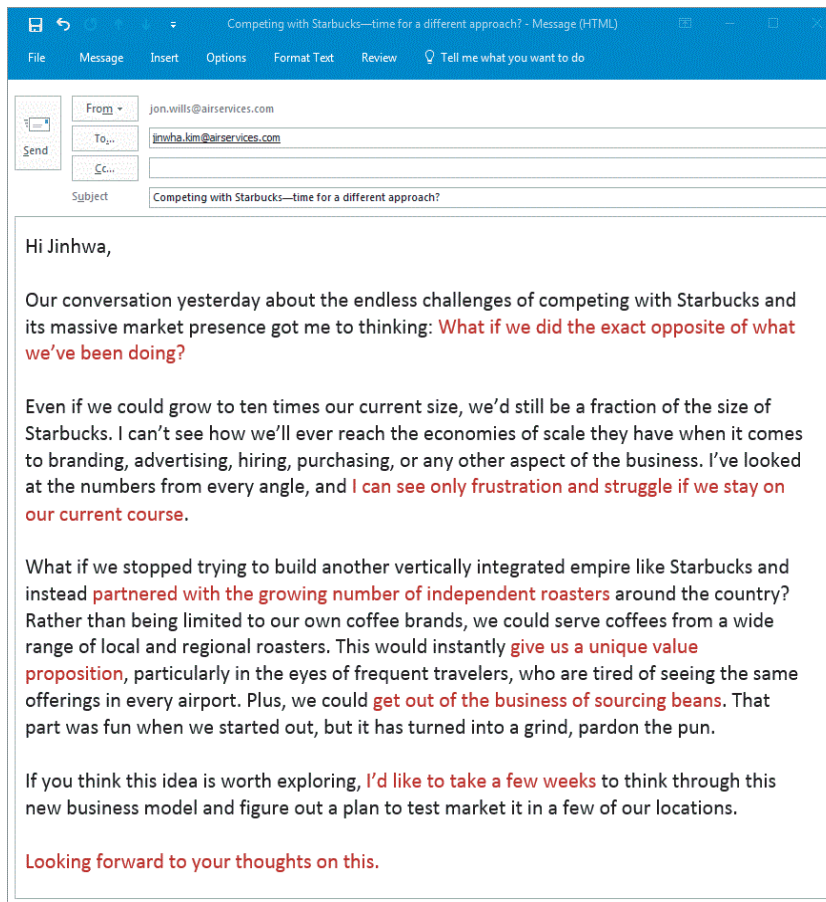 Competing with Starbucks—time for a different approach? - Message (HTML)
File Message Insert Options Format Text Review Tell me what you want to do
From jon.wills@airservices.com
To... jinwha.kim@airservices.com
Send
Cc...
Subject Competing with Starbucks—time for a different approach?
Hi Jinhwa,
Our conversation yesterday about the endless challenges of competing with Starbucks and
its massive market presence got me to thinking: What if we did the exact opposite of what
we’ve been doing?
Even if we could grow to ten times our current size, we’d still be a fraction of the size of
Starbucks. I can’t see how we’ll ever reach the economies of scale they have when it comes
to branding, advertising, hiring, purchasing, or any other aspect of the business. I’ve looked
at the numbers from every angle, and I can see only frustration and struggle if we stay on
our current course.
What if we stopped trying to build another vertically integrated empire like Starbucks and
instead partnered with the growing number of independent roasters around the country?
Rather than being limited to our own coffee brands, we could serve coffees from a wide
range of local and regional roasters. This would instantly give us a unique value
proposition, particularly in the eyes of frequent travelers, who are tired of seeing the same
offerings in every airport. Plus, we could get out of the business of sourcing beans. That
part was fun when we started out, but it has turned into a grind, pardon the pun.
If you think this idea is worth exploring, I’d like to take a few weeks to think through this
new business model and figure out a plan to test market it in a few of our locations.
Looking forward to your thoughts on this.